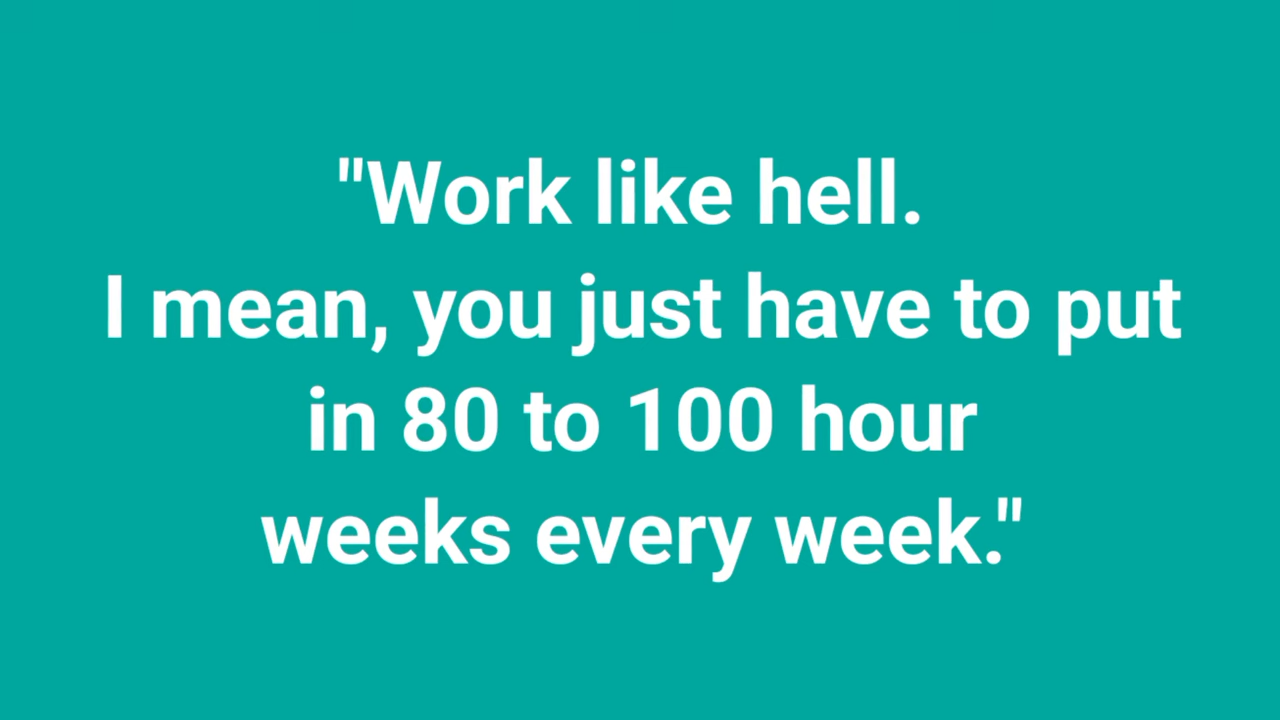 "Work like hell.
I mean, you just have to put
in 80 to 100 hour
weeks every week."